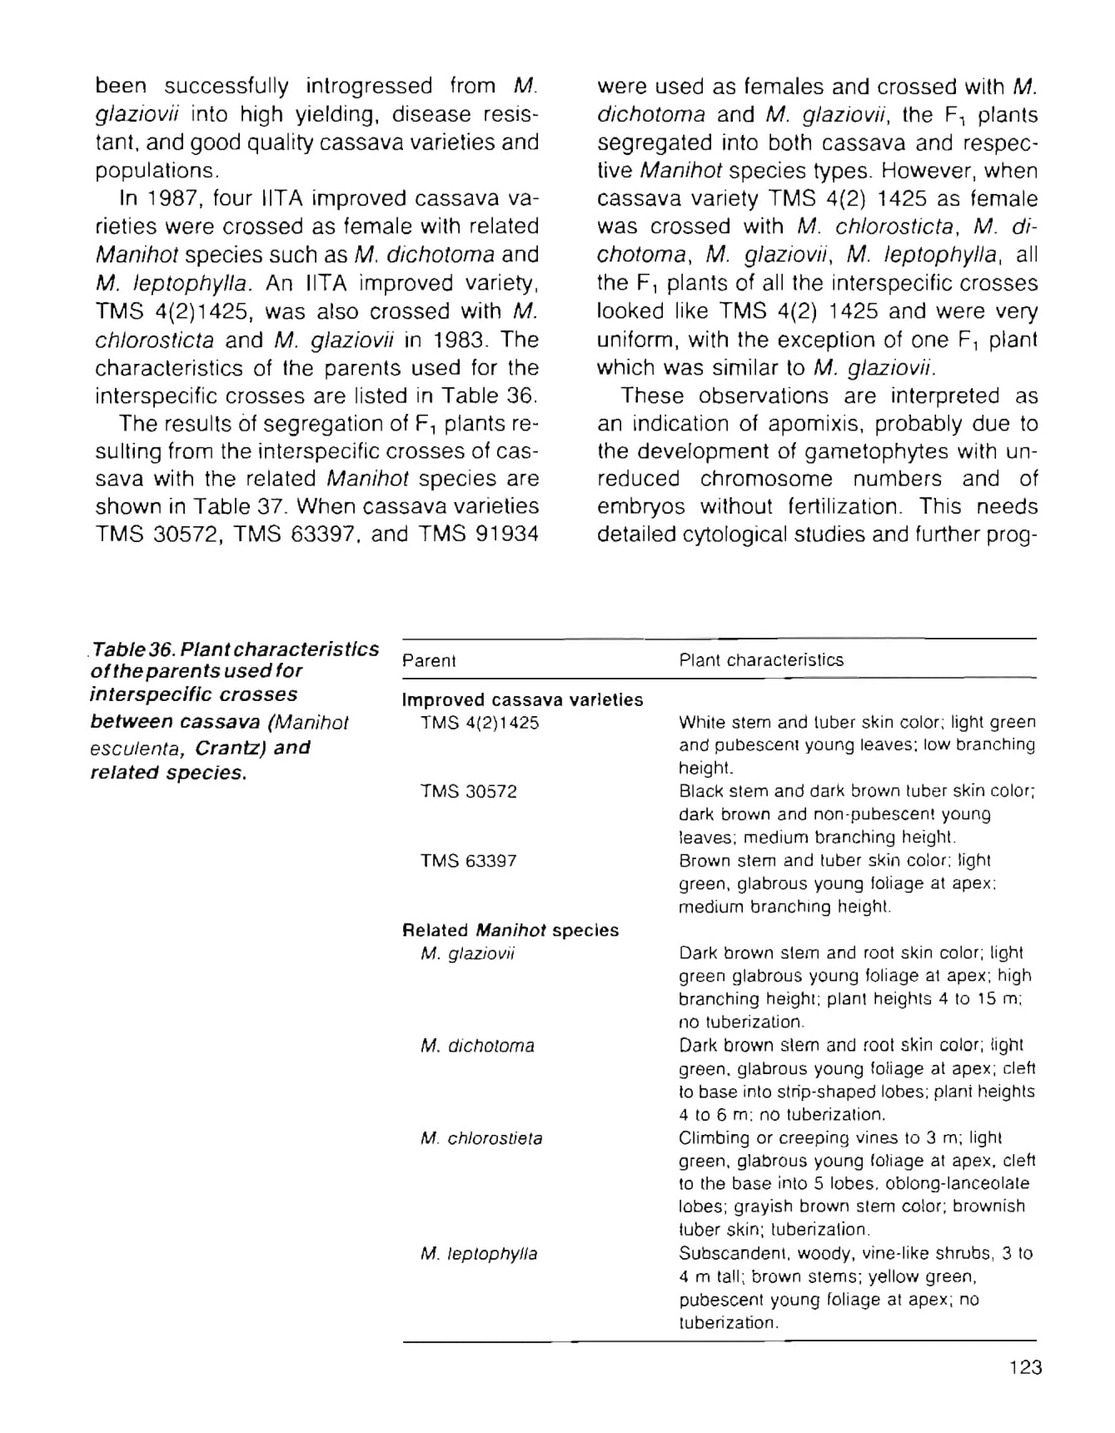 been successfully introgressed from M.
glaziovii into high yielding, disease resis-
tant, and good quality cassava varieties and
populations.
In 1987, four IITA improved cassava va-
rieties were crossed as female with related
Manihot species such as M. dichotoma and
M. leptophylla. An IITA improved variety,
TMS 4(2)1425, was also crossed with M.
chlorosticta and M. glaziovii in 1983. The
characteristics of the parents used for the
interspecific crosses are listed in Table 36.
The results of segregation of F₁ plants re-
sulting from the interspecific crosses of cas-
sava with the related Manihot species are
shown in Table 37. When cassava varieties
TMS 30572, TMS 63397, and TMS 91934
were used as females and crossed with M.
dichotoma and M. glaziovii, the F₁ plants
segregated into both cassava and respec-
tive Manihot species types. However, when
cassava variety TMS 4(2) 1425 as female
was crossed with M. chlorosticta, M. di-
chotoma, M. glaziovii, M. leptophylla, all
the F₁ plants of all the interspecific crosses
looked like TMS 4(2) 1425 and were very
uniform, with the exception of one F₁ plant
which was similar to M. glaziovii.
These observations are interpreted as
an indication of apomixis, probably due to
the development of gametophytes with un-
reduced chromosome numbers and of
embryos without fertilization. This needs
detailed cytological studies and further prog-
Table 36. Plant characteristics
of the parents used for
interspecific crosses
between cassava (Manihot
esculenta, Crantz) and
related species.
Parent Plant characteristics
Improved cassava varieties
TMS 4(2)1425 White stem and tuber skin color; light green
and pubescent young leaves; low branching
height.
TMS 30572 Black stem and dark brown tuber skin color;
dark brown and non-pubescent young
leaves; medium branching height.
TMS 63397 Brown stem and tuber skin color; light
green, glabrous young foliage at apex;
medium branching height.
Related Manihot species
M. glaziovii Dark brown stem and root skin color; light
green glabrous young foliage at apex; high
branching height; plant heights 4 to 15 m;
no tuberization.
M. dichotoma Dark brown stem and root skin color; light
green, glabrous young foliage at apex; cleft
to base into strip-shaped lobes; plant heights
4 to 6 m; no tuberization.
M. chlorostieta Climbing or creeping vines to 3 m; light
green, glabrous young foliage at apex, cleft
to the base into 5 lobes, oblong-lanceolate
lobes; grayish brown stem color; brownish
tuber skin; tuberization.
M. leptophylla Subscandent, woody, vine-like shrubs, 3 to
4 m tall; brown stems; yellow green,
pubescent young foliage at apex; no
tuberization.
123